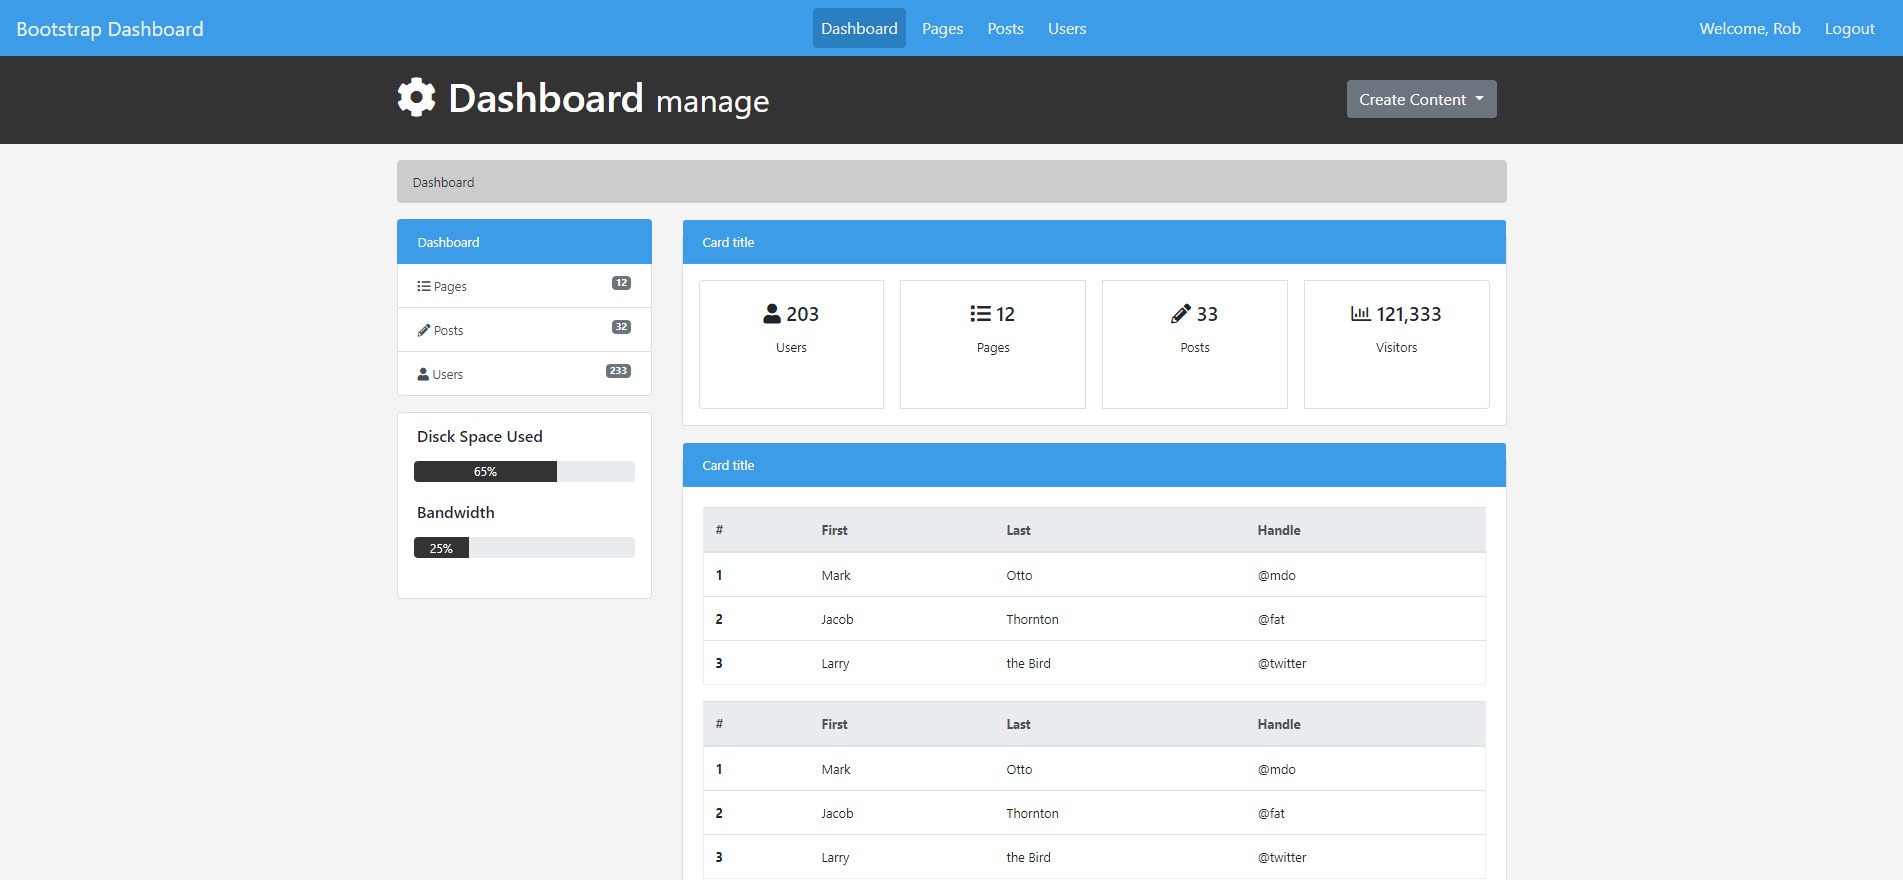 Bootstrap Dashboard Dashboard Pages Posts Users Welcome, Rob Logout
Dashboard manage Create Content
Dashboard
Dashboard
Pages 12
Posts 32
Users 233
Disck Space Used
65%
Bandwidth
25%
Card title
203 12 33 121,333
Users Pages Posts Visitors
Card title
# First Last Handle
1 Mark Otto @mdo
2 Jacob Thornton @fat
3 Larry the Bird @twitter
# First Last Handle
1 Mark Otto @mdo
2 Jacob Thornton @fat
3 Larry the Bird @twitter